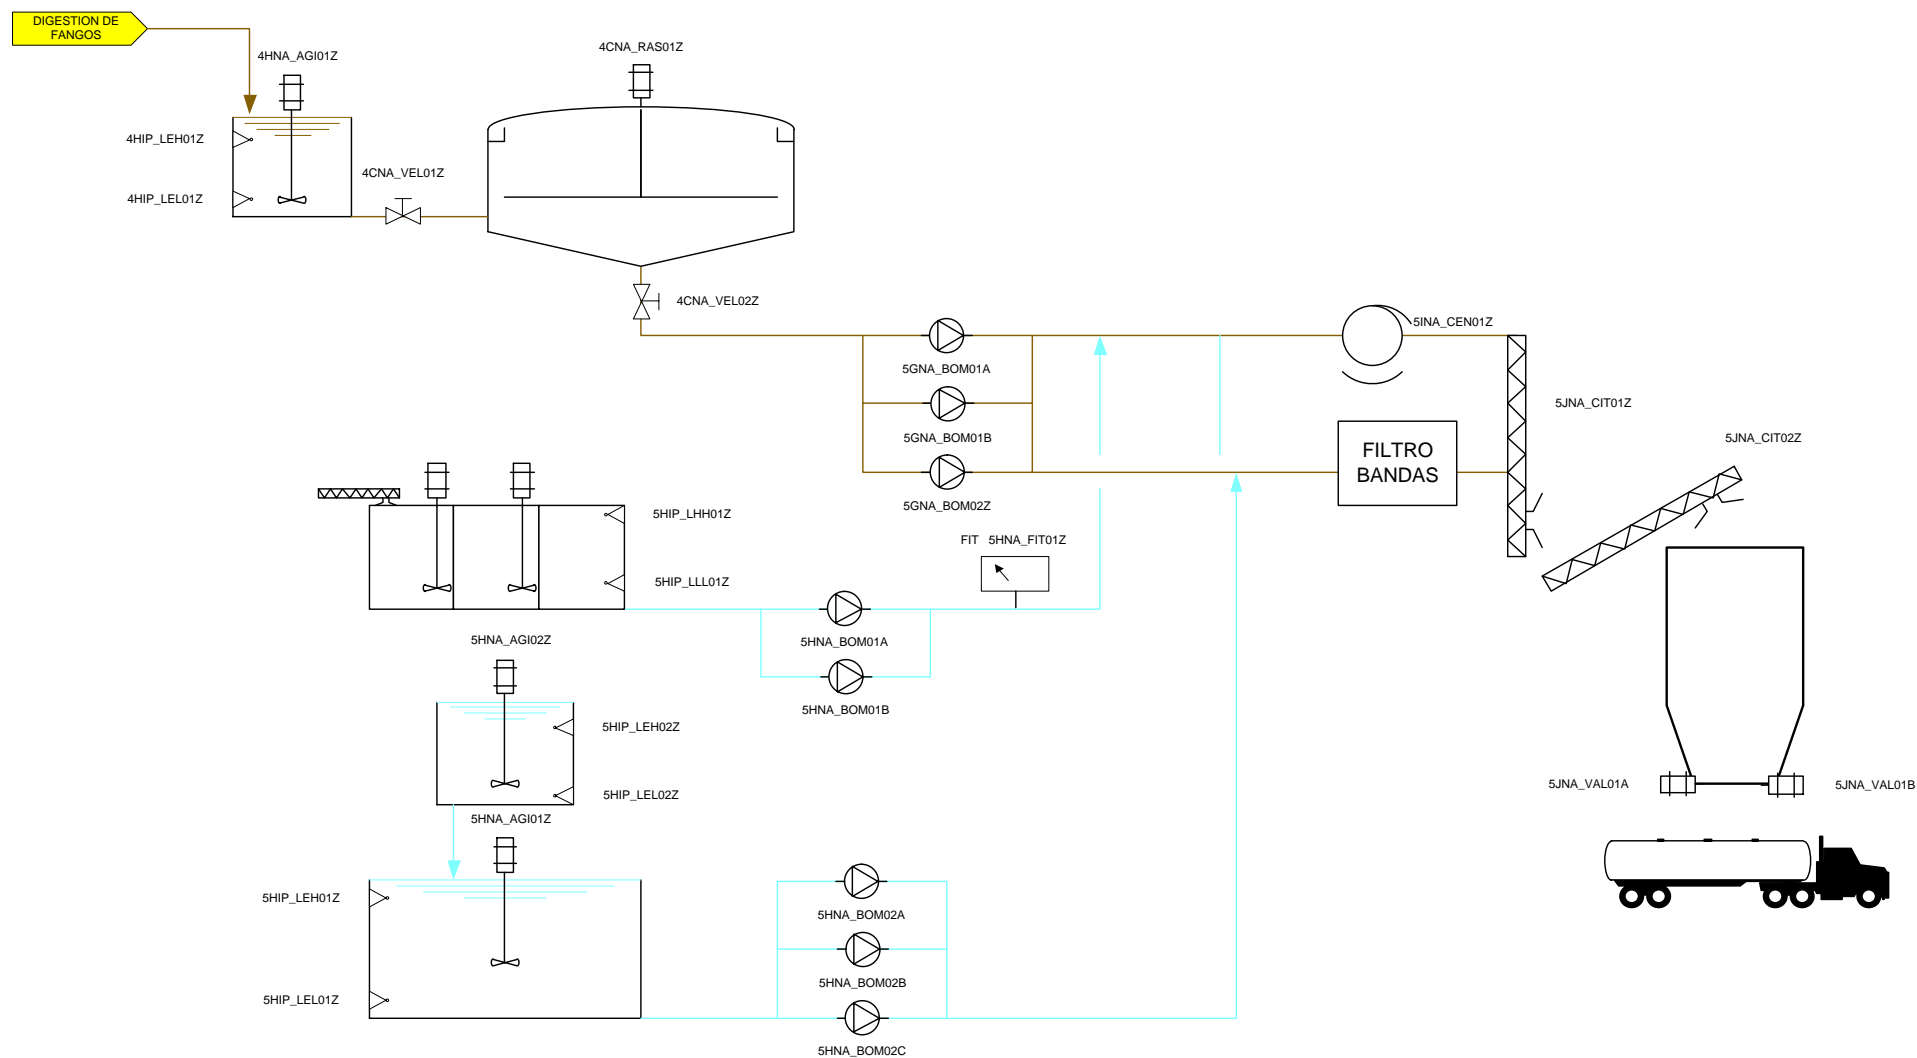 DIGESTION DE
FANGOS
4HNA_AGI01Z
4CNA_RAS01Z
4HIP_LEH01Z
4CNA_VEL01Z
4HIP_LEL01Z
4CNA_VEL02Z
5INA_CEN01Z
5GNA_BOM01A
5JNA_CIT01Z
5GNA_BOM01B
5JNA_CIT02Z
FILTRO
BANDAS
5GNA_BOM02Z
5HIP_LHH01Z
FIT 5HNA_FIT01Z
5HIP_LLL01Z
5HNA_AGI02Z
5HNA_BOM01A
5HNA_BOM01B
5HIP_LEH02Z
5HIP_LEL02Z
5JNA_VAL01A
5JNA_VAL01B
5HNA_AGI01Z
5HIP_LEH01Z
5HNA_BOM02A
5HNA_BOM02B
5HIP_LEL01Z
5HNA_BOM02C